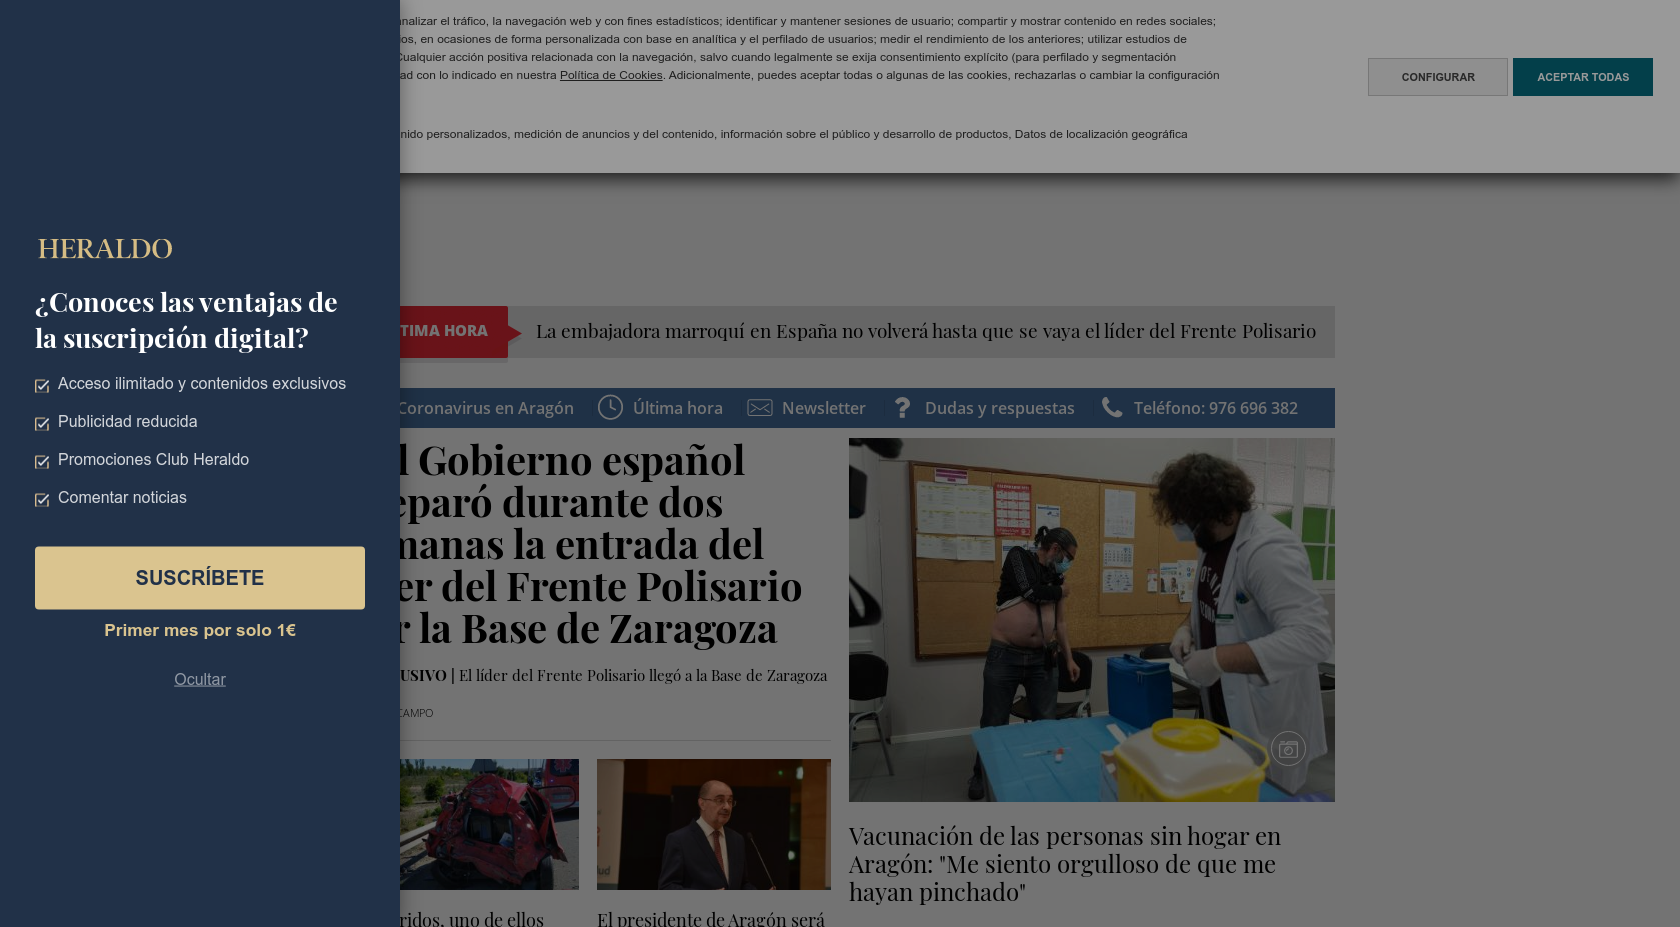 analizar el tráfico, la navegación web y con fines estadísticos; identificar y mantener sesiones de usuario; compartir y mostrar contenido en redes sociales;
en ocasiones de forma personalizada con base en analítica y el perfilado de usuarios; medir el rendimiento de los anteriores; utilizar estudios de
Cualquier acción positiva relacionada con la navegación, salvo cuando legalmente se exija consentimiento explícito (para perfilado y segmentación
con lo indicado en nuestra Política de Cookies. Adicionalmente, puedes aceptar todas o algunas de las cookies, rechazarlas o cambiar la configuración
personalizados, medición de anuncios y del contenido, información sobre el público y desarrollo de productos, Datos de localización geográfica
CONFIGURAR
ACEPTAR TODAS
HERALDO
¿Conoces las ventajas de
la suscripción digital?
Acceso ilimitado y contenidos exclusivos
Publicidad reducida
Promociones Club Heraldo
Comentar noticias
SUSCRÍBETE
Primer mes por solo 1€
Ocultar
TIMA HORA
La embajadora marroquí en España no volverá hasta que se vaya el líder del Frente Polisario
Coronavirus en Aragón
Última hora
Newsletter
Dudas y respuestas
Teléfono: 976 696 382
l Gobierno español
eparó durante dos
manas la entrada del
er del Frente Polisario
r la Base de Zaragoza
USIVO | El líder del Frente Polisario llegó a la Base de Zaragoza
CAMPO
ridos, uno de ellos
El presidente de Aragón será
Vacunación de las personas sin hogar en
Aragón: "Me siento orgulloso de que me
hayan pinchado"